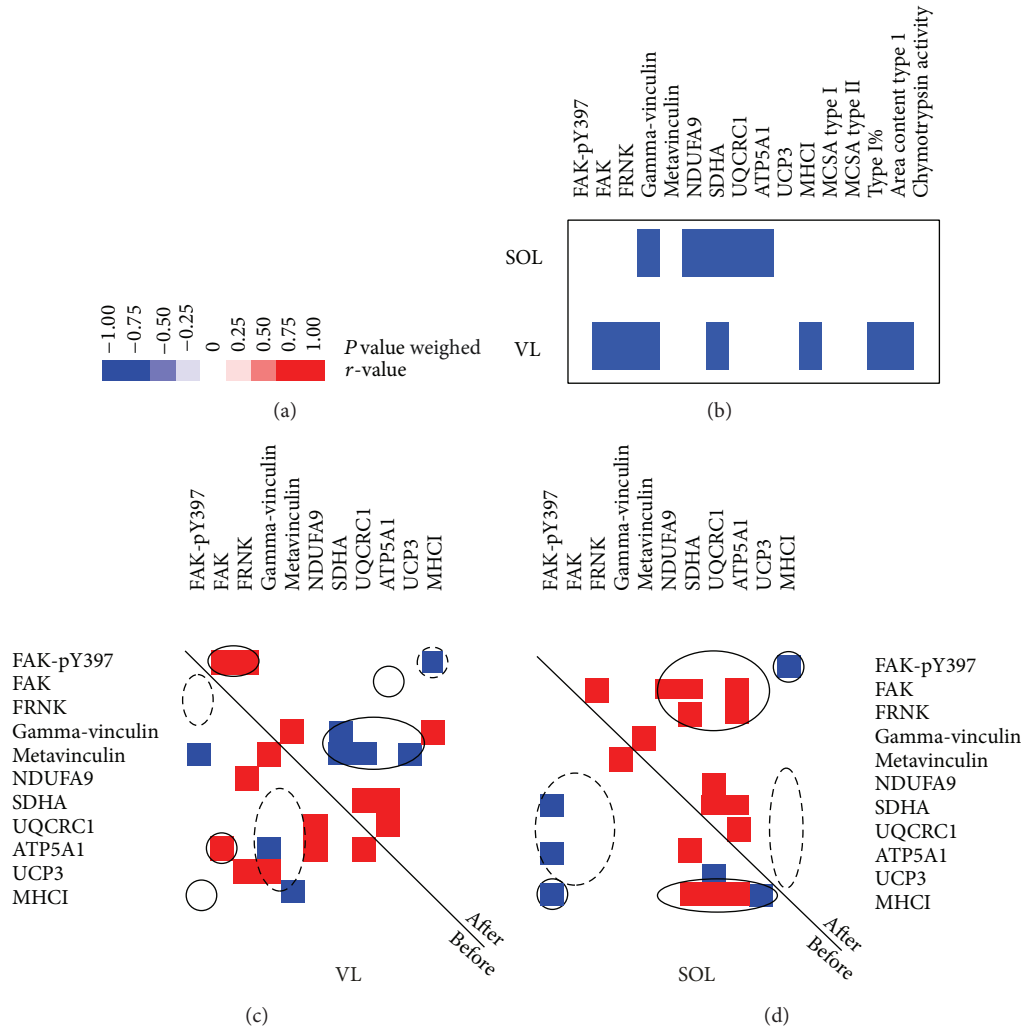 −1.00
−0.75
−0.50
−0.25
0
0.25
0.50
0.75
1.00
P value weighed
r-value
(a)
FAK-pY397
FAK
FRNK
Gamma-vinculin
Metavinculin
NDUFA9
SDHA
UQCRC1
ATP5A1
UCP3
MHCI
MCSA type I
MCSA type II
Type I%
Area content type 1
Chymotrypsin activity
SOL
VL
(b)
FAK-pY397
FAK
FRNK
Gamma-vinculin
Metavinculin
NDUFA9
SDHA
UQCRC1
ATP5A1
UCP3
MHCI
FAK-pY397
FAK
FRNK
Gamma-vinculin
Metavinculin
NDUFA9
SDHA
UQCRC1
ATP5A1
UCP3
MHCI
After
Before
VL
(c)
FAK-pY397
FAK
FRNK
Gamma-vinculin
Metavinculin
NDUFA9
SDHA
UQCRC1
ATP5A1
UCP3
MHCI
FAK-pY397
FAK
FRNK
Gamma-vinculin
Metavinculin
NDUFA9
SDHA
UQCRC1
ATP5A1
UCP3
MHCI
After
Before
SOL
(d)